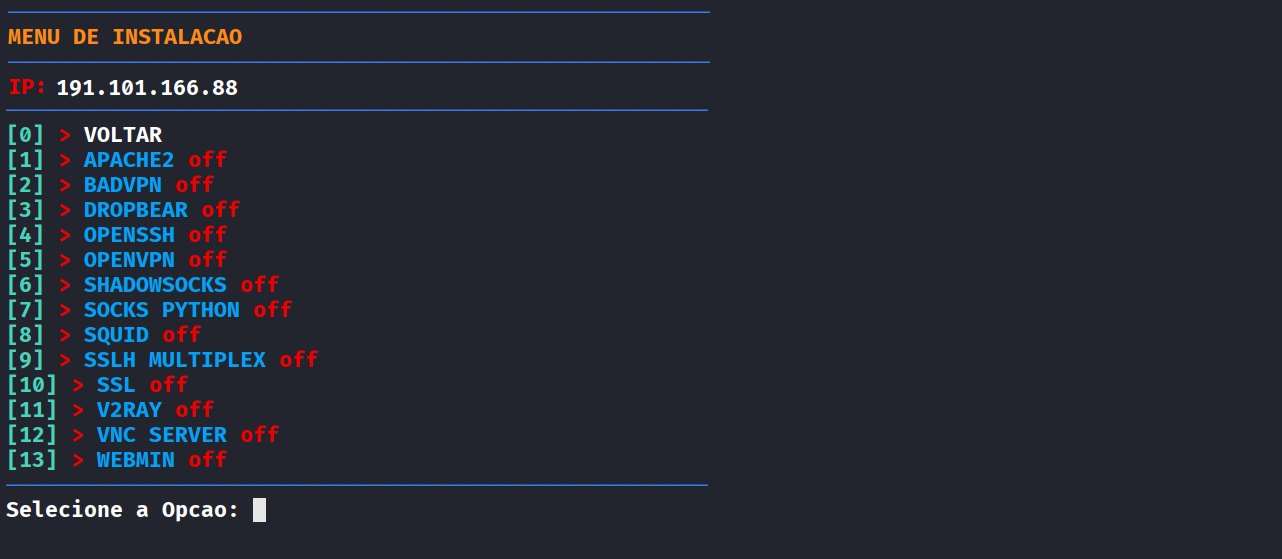 MENU DE INSTALACAO
IP: 191.101.166.88
[0] > VOLTAR
[1] > APACHE2 off
[2] > BADVPN off
[3] > DROPBEAR off
[4] > OPENSSH off
[5] > OPENVPN off
[6] > SHADOWSOCKS off
[7] > SOCKS PYTHON off
[8] > SQUID off
[9] > SSLH MULTIPLEX off
[10] > SSL off
[11] > V2RAY off
[12] > VNC SERVER off
[13] > WEBMIN off
Selecione a Opcao: